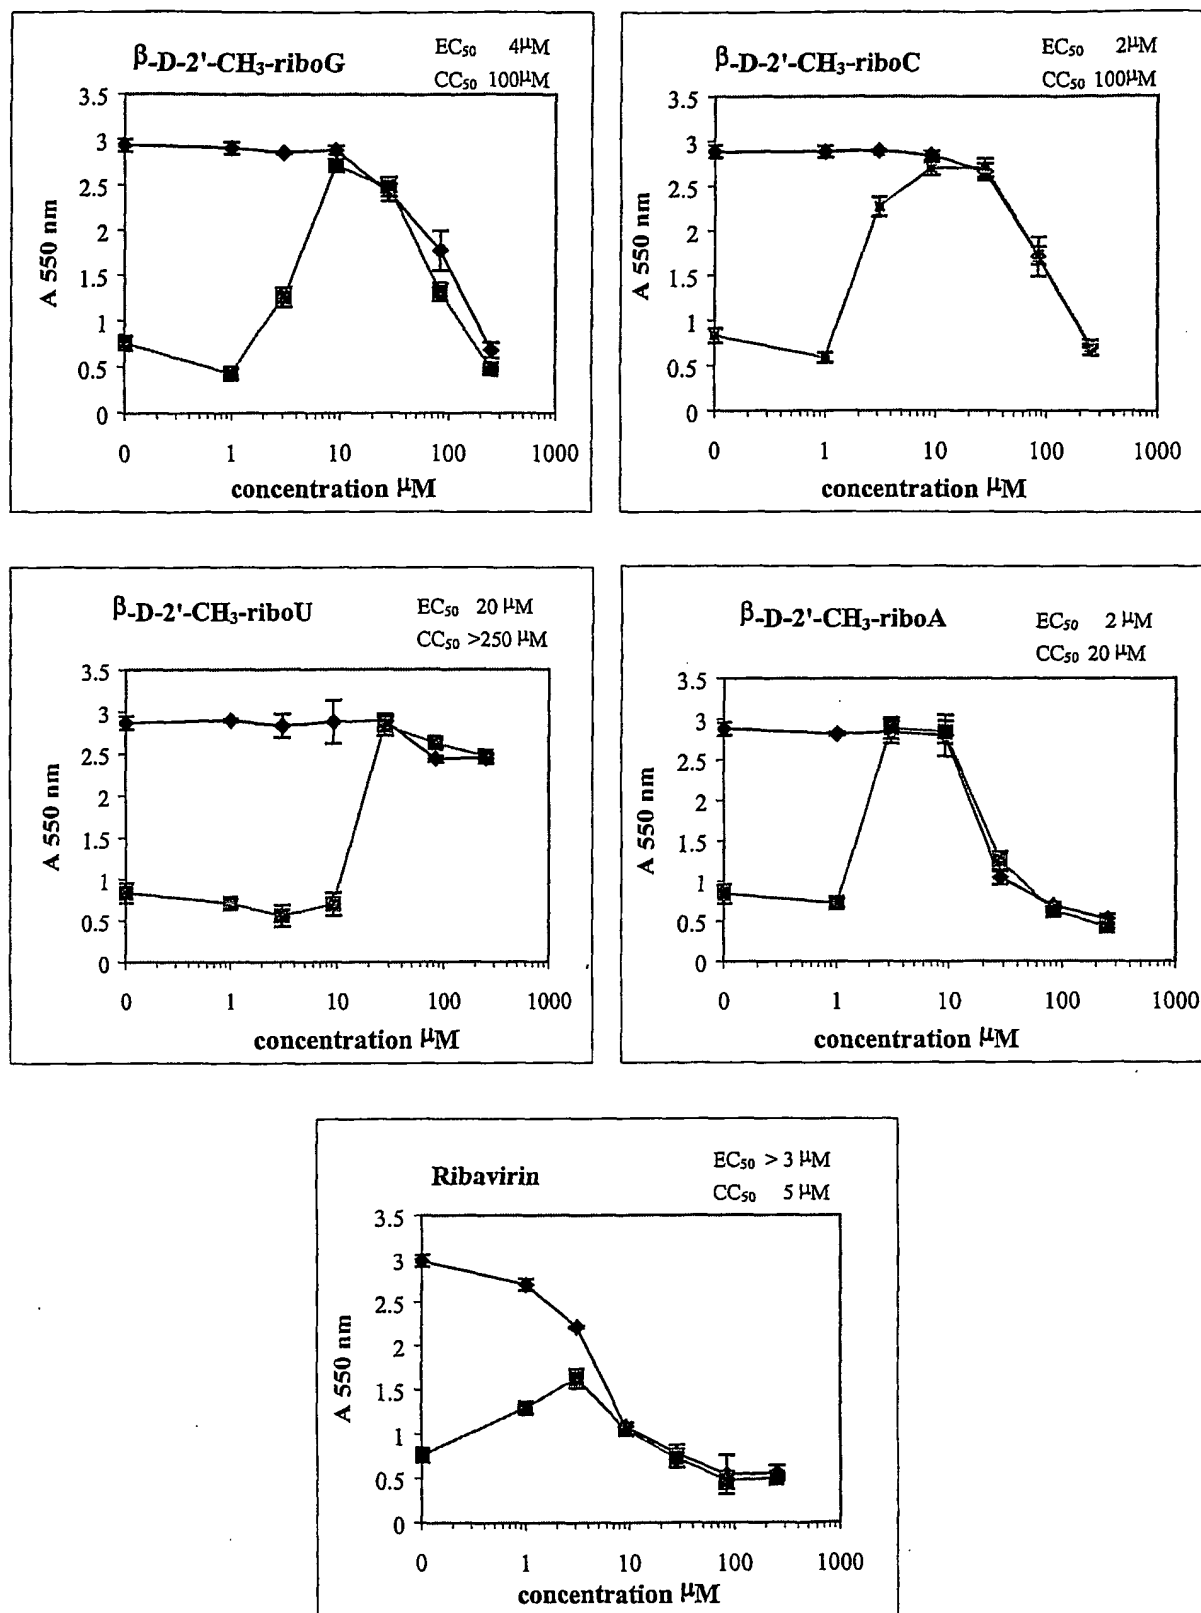 β-D-2'-CH₃-riboG
EC₅₀ 4μM
CC₅₀ 100μM
3.5
3
2.5
2
1.5
1
0.5
0
A 550 nm
0 1 10 100 1000
concentration μM
β-D-2'-CH₃-riboC
EC₅₀ 2μM
CC₅₀ 100μM
3.5
3
2.5
2
1.5
1
0.5
0
A 550 nm
0 1 10 100 1000
concentration μM
β-D-2'-CH₃-riboU
EC₅₀ 20 μM
CC₅₀ >250 μM
3.5
3
2.5
2
1.5
1
0.5
0
A 550 nm
0 1 10 100 1000
concentration μM
β-D-2'-CH₃-riboA
EC₅₀ 2 μM
CC₅₀ 20 μM
3.5
3
2.5
2
1.5
1
0.5
0
A 550 nm
0 1 10 100 1000
concentration μM
Ribavirin
EC₅₀ > 3 μM
CC₅₀ 5 μM
3.5
3
2.5
2
1.5
1
0.5
0
A 550 nm
0 1 10 100 1000
concentration μM